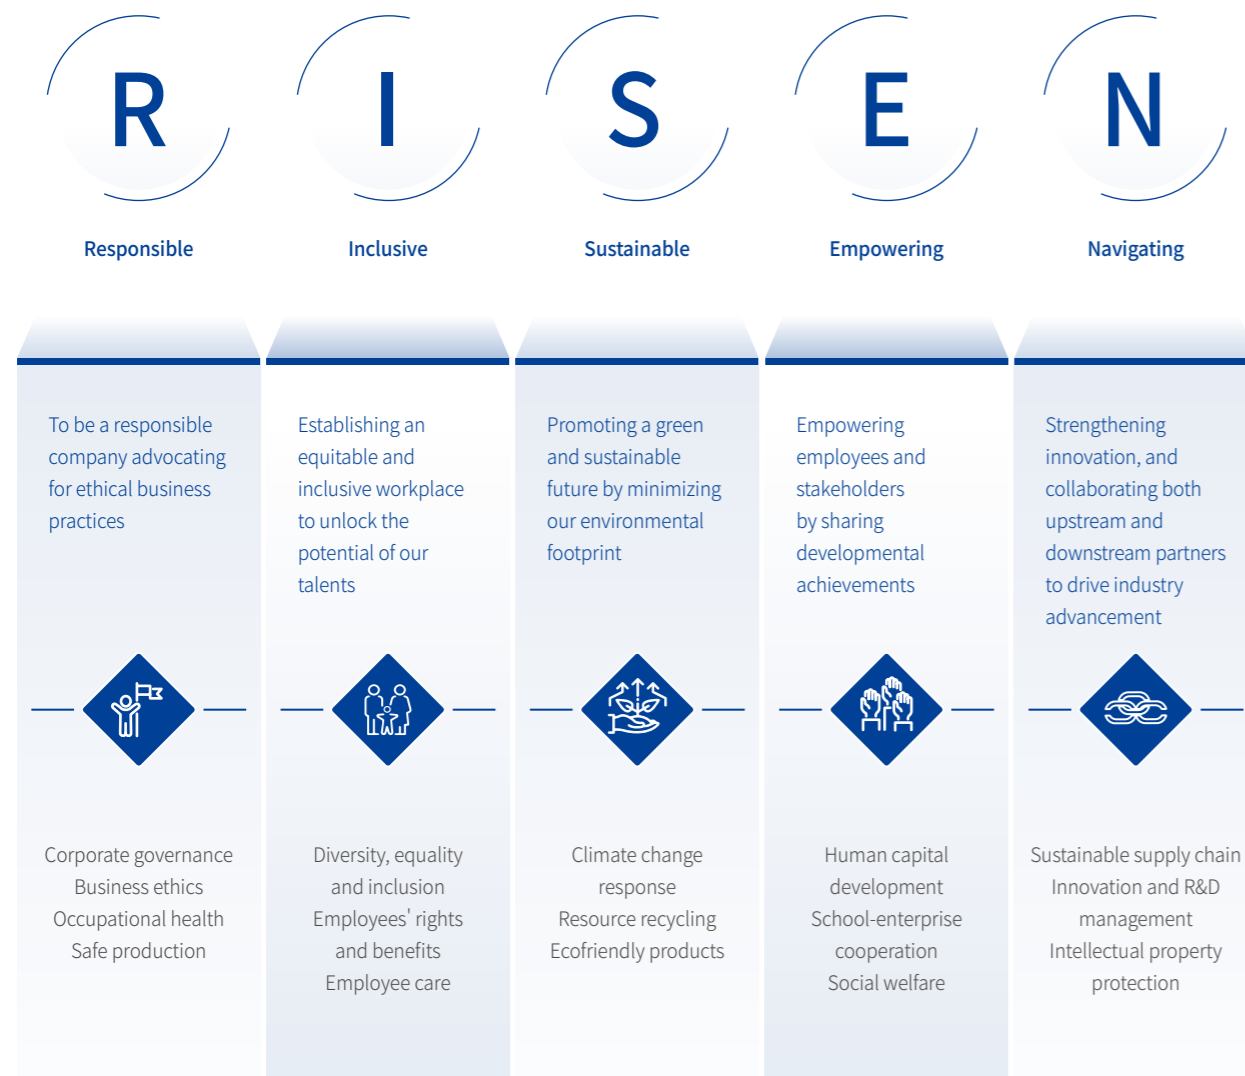 R
I
S
E
N
Responsible
Inclusive
Sustainable
Empowering
Navigating
To be a responsible
company advocating
for ethical business
practices
Establishing an
equitable and
inclusive workplace
to unlock the
potential of our
talents
Promoting a green
and sustainable
future by minimizing
our environmental
footprint
Empowering
employees and
stakeholders
by sharing
developmental
achievements
Strengthening
innovation, and
collaborating both
upstream and
downstream partners
to drive industry
advancement
Corporate governance
Business ethics
Occupational health
Safe production
Diversity, equality
and inclusion
Employees' rights
and benefits
Employee care
Climate change
response
Resource recycling
Ecofriendly products
Human capital
development
School-enterprise
cooperation
Social welfare
Sustainable supply chain
Innovation and R&D
management
Intellectual property
protection